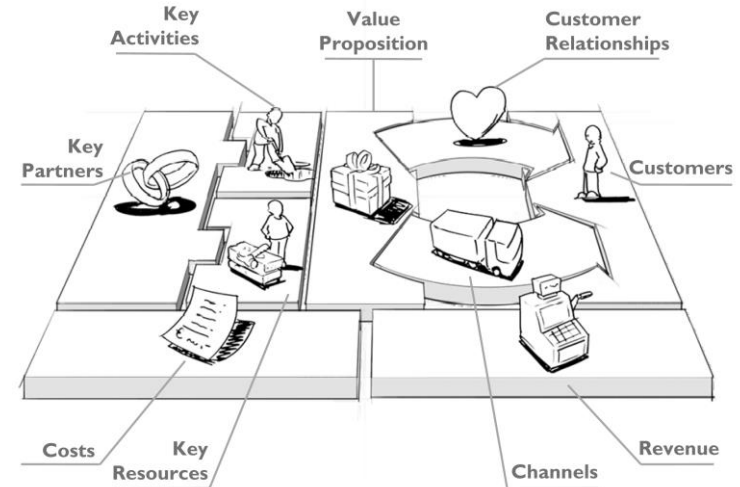 Key
Activities
Value
Proposition
Customer
Relationships
Key
Partners
Customers
Costs
Key
Resources
Channels
Revenue